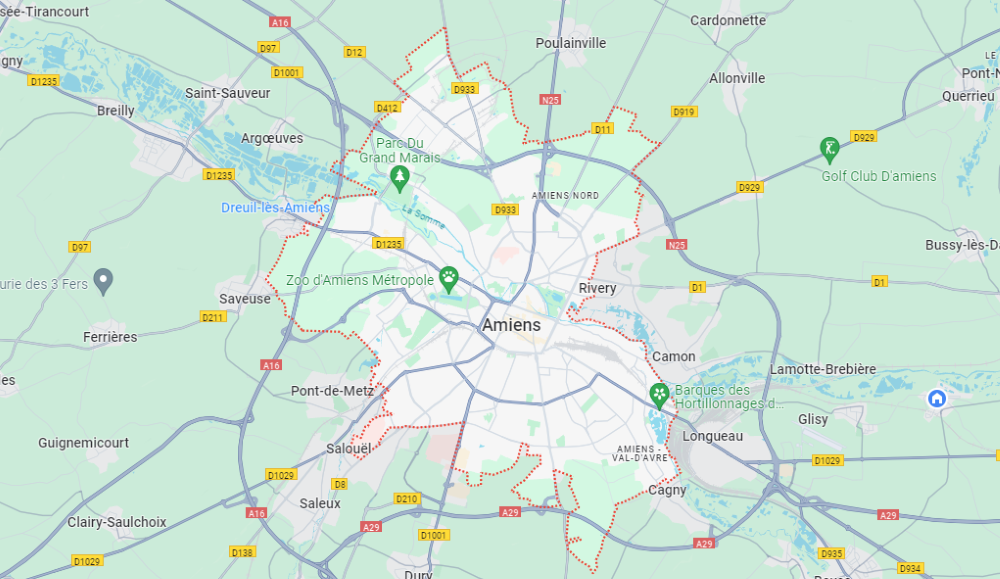 sée-Tirancourt
A16
Cardonnette
D97
D12
Poulainville
gny
D1001
LE
D1235
Saint-Sauveur
D933
Allonville
Pont-N
Breilly
D412
N25
D919
Querrieu
Argœuves
Parc Du
Grand Marais
D11
D929
D1235
Golf Club D'amiens
D929
AMIENS NORD
Dreuil-lès-Amiens
La Somme
D933
D97
D1235
N25
Bussy-lès-Da
urie des 3 Fers
Zoo d'Amiens Métropole
Rivery
D1
D1
Saveuse
D211
Amiens
Ferrières
Camon
A16
Lamotte-Brebière
les
Pont-de-Metz
Barques des
Hortillonnages d...
Glisy
Guignemicourt
Salouël
Longueau
AMIENS -
VAL-D'AVRE
D1029
D1029
D8
Cagny
Saleux
D210
A16
A29
A29
Clairy-Saulchoix
A29
D1001
A29
D138
D935
D1029
D934
Dury